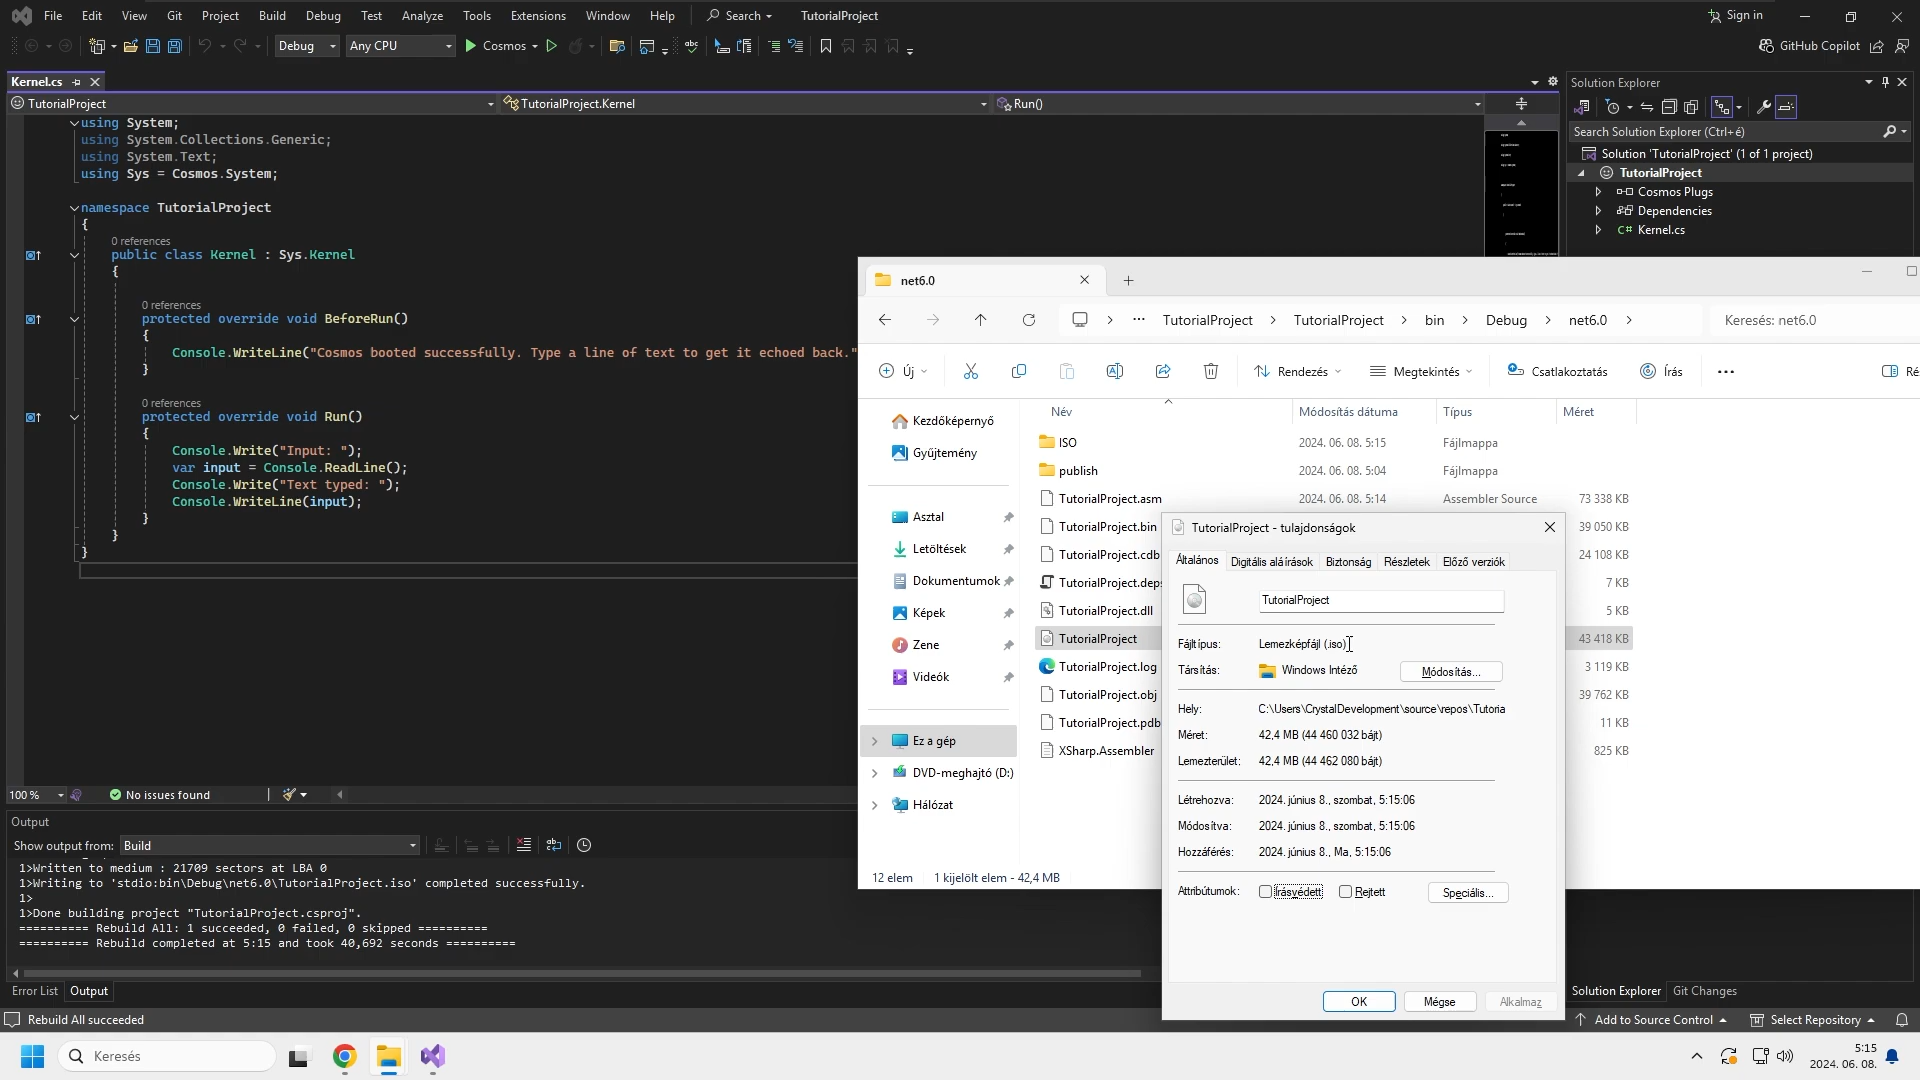 File Edit View Git Project Build Debug Test Analyze Tools Extensions Window Help Search TutorialProject Sign in
Debug Any CPU Cosmos GitHub Copilot
Kernel.cs
TutorialProject TutorialProject.Kernel Run()
using System;
using System.Collections.Generic;
using System.Text;
using Sys = Cosmos.System;
namespace TutorialProject
{
0 references
public class Kernel : Sys.Kernel
{
0 references
protected override void BeforeRun()
{
Console.WriteLine("Cosmos booted successfully. Type a line of text to get it echoed back."
}
0 references
protected override void Run()
{
Console.Write("Input: ");
var input = Console.ReadLine();
Console.Write("Text typed: ");
Console.WriteLine(input);
}
}
}
100 % No issues found
Output
Show output from: Build
1>Written to medium : 21709 sectors at LBA 0
1>Writing to 'stdio:bin\Debug\net6.0\TutorialProject.iso' completed successfully.
1>
1>Done building project "TutorialProject.csproj".
========== Rebuild All: 1 succeeded, 0 failed, 0 skipped ==========
========== Rebuild completed at 5:15 and took 40,692 seconds ==========
Error List Output
Rebuild All succeeded
Solution Explorer
Search Solution Explorer (Ctrl+é)
Solution 'TutorialProject' (1 of 1 project)
TutorialProject
Cosmos Plugs
Dependencies
C# Kernel.cs
net6.0
TutorialProject TutorialProject bin Debug net6.0 Keresés: net6.0
Új Rendezés Megtekintés Csatlakoztatás Írás
Név Módosítás dátuma Típus Méret
Kezdőképernyő
Gyűjtemény
Asztal
Letöltések
Dokumentumok
Képek
Zene
Videók
Ez a gép
DVD-meghajtó (D:)
Hálózat
ISO 2024. 06. 08. 5:15 Fájlmappa
publish 2024. 06. 08. 5:04 Fájlmappa
TutorialProject.asm 2024. 06. 08. 5:14 Assembler Source 73 338 KB
TutorialProject.bin 39 050 KB
TutorialProject.cdb 24 108 KB
TutorialProject.deps 7 KB
TutorialProject.dll 5 KB
TutorialProject 43 418 KB
TutorialProject.log 3 119 KB
TutorialProject.obj 39 762 KB
TutorialProject.pdb 11 KB
XSharp.Assembler 825 KB
12 elem 1 kijelölt elem - 42,4 MB
TutorialProject - tulajdonságok
Általános Digitális aláírások Biztonság Részletek Előző verziók
TutorialProject
Fájltípus: Lemezképfájl (.iso)
Társítás: Windows Intéző Módosítás...
Hely: C:\Users\CrystalDevelopment\source\repos\Tutoria
Méret: 42,4 MB (44 460 032 bájt)
Lemezterület: 42,4 MB (44 462 080 bájt)
Létrehozva: 2024. június 8., szombat, 5:15:06
Módosítva: 2024. június 8., szombat, 5:15:06
Hozzáférés: 2024. június 8., Ma, 5:15:06
Attribútumok: Írásvédett Rejtett Speciális...
OK Mégse Alkalmaz
Solution Explorer Git Changes
Add to Source Control Select Repository
Keresés
5:15
2024. 06. 08.